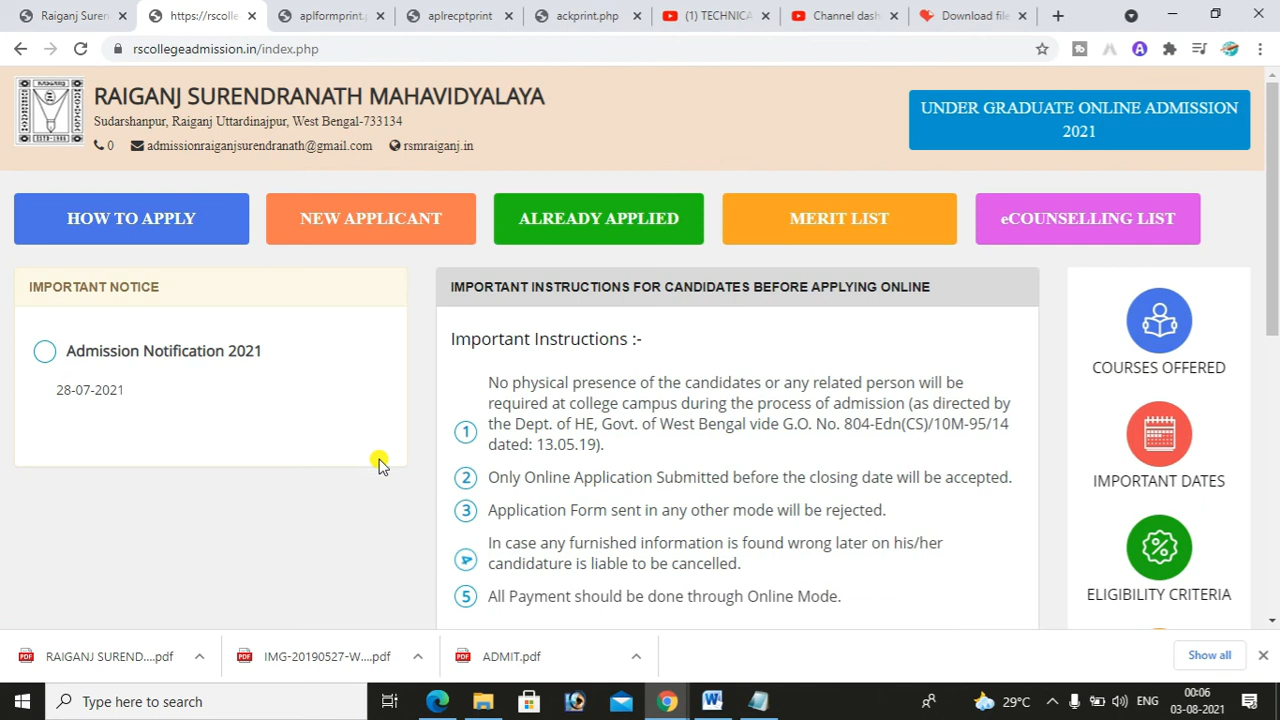 Raiganj Suren
https://rscolle
aplformprint.
aplrecptprint
ackprint.php
(1) TECHNICA
Channel dash
Download file
rscollegeadmission.in/index.php
RAIGANJ SURENDRANATH MAHAVIDYALAYA
Sudarshanpur, Raiganj Uttardinajpur, West Bengal-733134
0 admissionraiganjsurendranath@gmail.com rsmraiganj.in
UNDER GRADUATE ONLINE ADMISSION
2021
HOW TO APPLY
NEW APPLICANT
ALREADY APPLIED
MERIT LIST
eCOUNSELLING LIST
IMPORTANT NOTICE
Admission Notification 2021
28-07-2021
IMPORTANT INSTRUCTIONS FOR CANDIDATES BEFORE APPLYING ONLINE
Important Instructions :-
No physical presence of the candidates or any related person will be
required at college campus during the process of admission (as directed by
1 the Dept. of HE, Govt. of West Bengal vide G.O. No. 804-Edn(CS)/10M-95/14
dated: 13.05.19).
2 Only Online Application Submitted before the closing date will be accepted.
3 Application Form sent in any other mode will be rejected.
In case any furnished information is found wrong later on his/her
4 candidature is liable to be cancelled.
5 All Payment should be done through Online Mode.
COURSES OFFERED
IMPORTANT DATES
ELIGIBILITY CRITERIA
RAIGANJ SUREND....pdf
IMG-20190527-W....pdf
ADMIT.pdf
Show all
Type here to search
29°C
ENG
00:06
03-08-2021